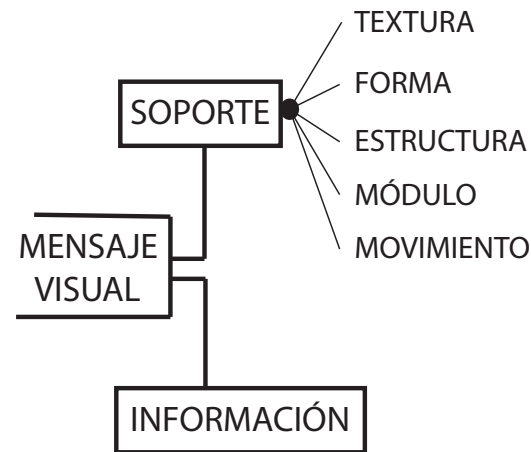 TEXTURA
FORMA
SOPORTE
ESTRUCTURA
MÓDULO
MOVIMIENTO
MENSAJE
VISUAL
INFORMACIÓN